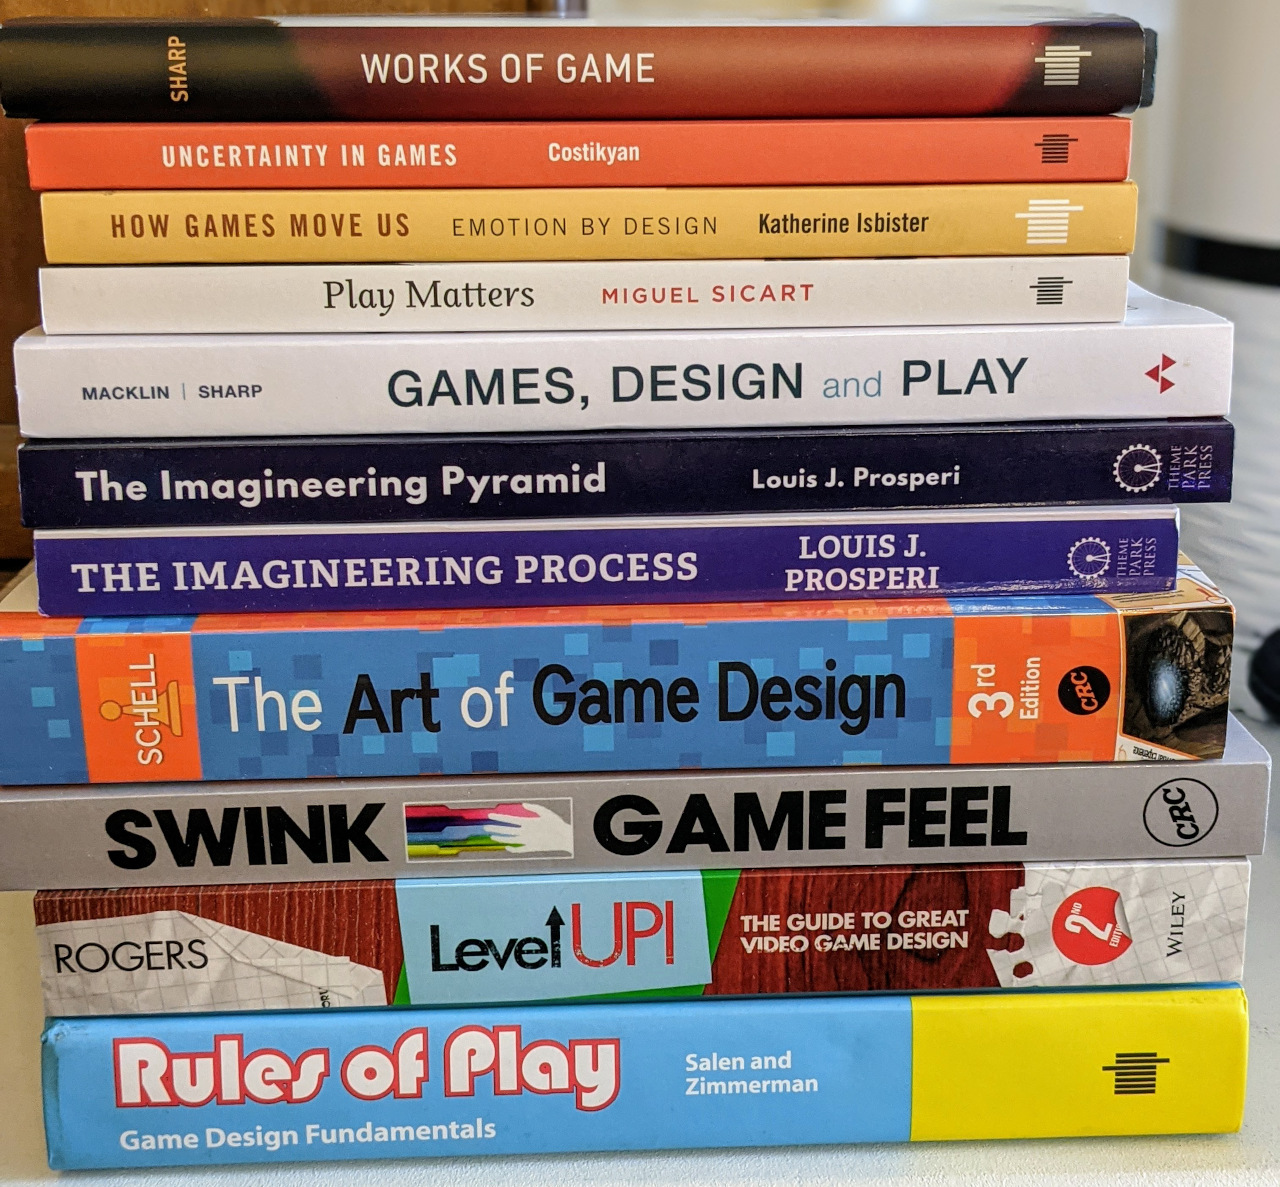 SHARP
WORKS OF GAME
UNCERTAINTY IN GAMES
Costikyan
HOW GAMES MOVE US
EMOTION BY DESIGN
Katherine Isbister
Play Matters
MIGUEL SICART
MACKLIN | SHARP
GAMES, DESIGN and PLAY
The Imagineering Pyramid
Louis J. Prosperi
THEME
PARK
PRESS
THE IMAGINEERING PROCESS
LOUIS J.
PROSPERI
THEME
PARK
PRESS
SCHELL
The Art of Game Design
3rd
Edition
CRC
SWINK
GAME FEEL
CRC
ROGERS
Level UP!
THE GUIDE TO GREAT
VIDEO GAME DESIGN
2ND
EDITION
WILEY
Rules of Play
Game Design Fundamentals
Salen and
Zimmerman